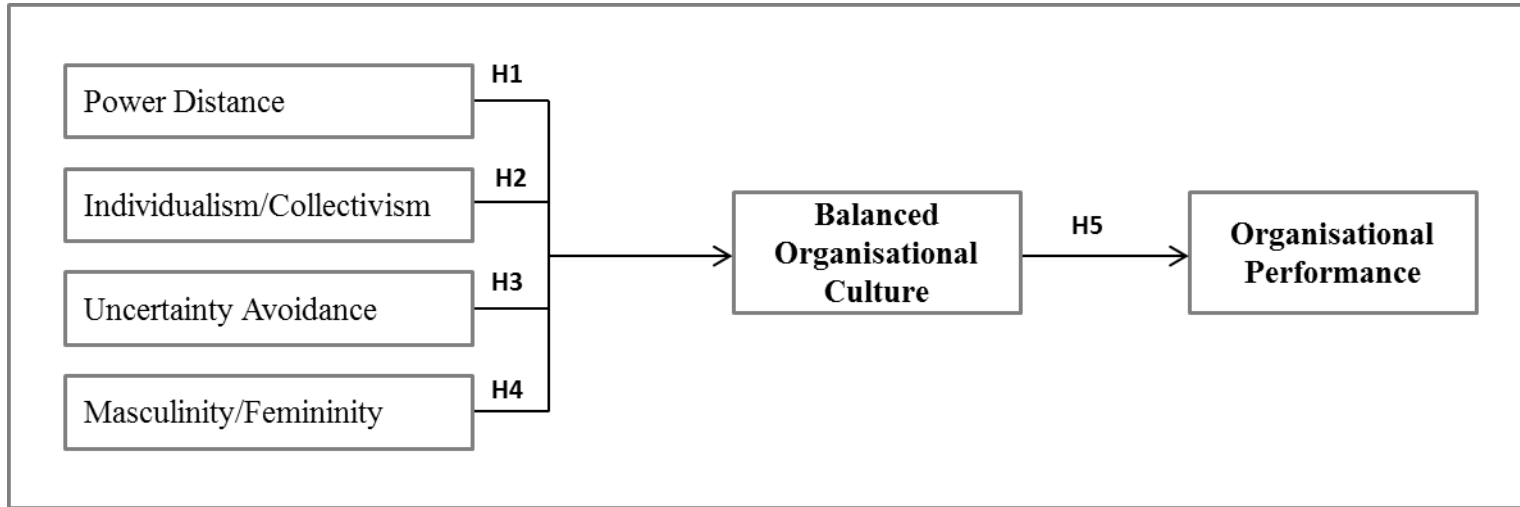 H1
Power Distance
H2
Individualism/Collectivism
H3
Uncertainty Avoidance
H4
Masculinity/Femininity
Balanced
Organisational
Culture
H5
Organisational
Performance